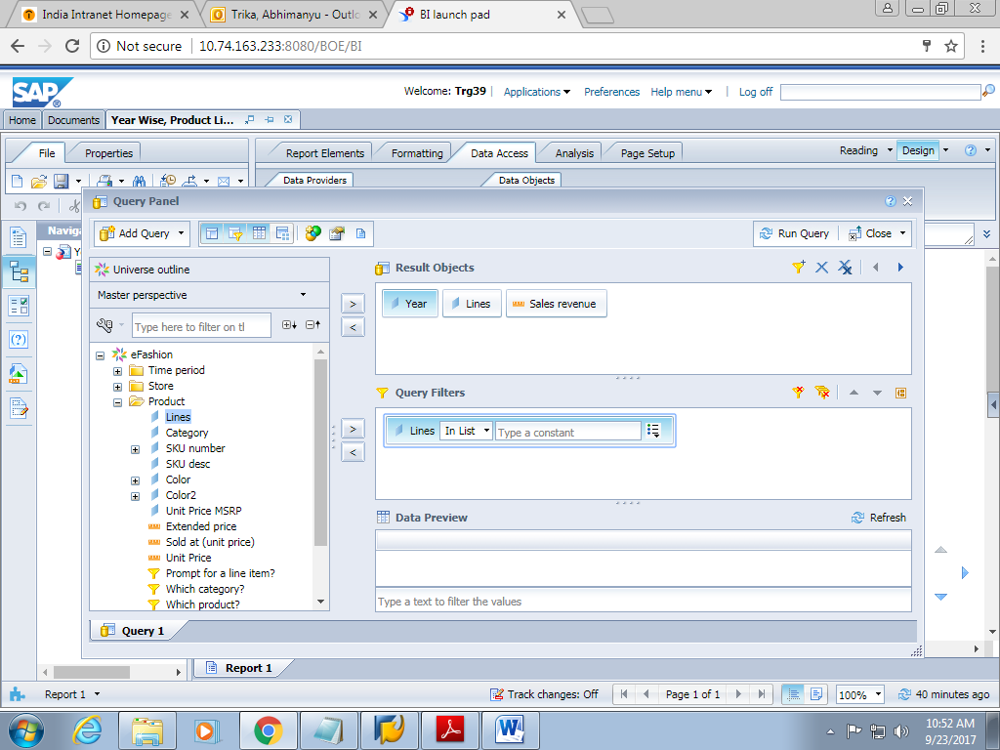 India Intranet Homepage
Trika, Abhimanyu - Outlo
BI launch pad
Not secure
10.74.163.233:8080/BOE/BI
SAP
Welcome: Trg39
Applications
Preferences
Help menu
Log off
Home
Documents
Year Wise, Product Li...
File
Properties
Report Elements
Formatting
Data Access
Analysis
Page Setup
Reading
Design
Data Providers
Data Objects
Query Panel
Naviga
Y
Add Query
Run Query
Close
Universe outline
Master perspective
Type here to filter on tl
eFashion
Time period
Store
Product
Lines
Category
SKU number
SKU desc
Color
Color2
Unit Price MSRP
Extended price
Sold at (unit price)
Unit Price
Prompt for a line item?
Which category?
Which product?
>
<
>
<
Result Objects
Year
Lines
Sales revenue
Query Filters
Lines
In List
Type a constant
Data Preview
Refresh
Type a text to filter the values
Query 1
Report 1
Report 1
Track changes: Off
Page 1 of 1
100%
40 minutes ago
10:52 AM
9/23/2017